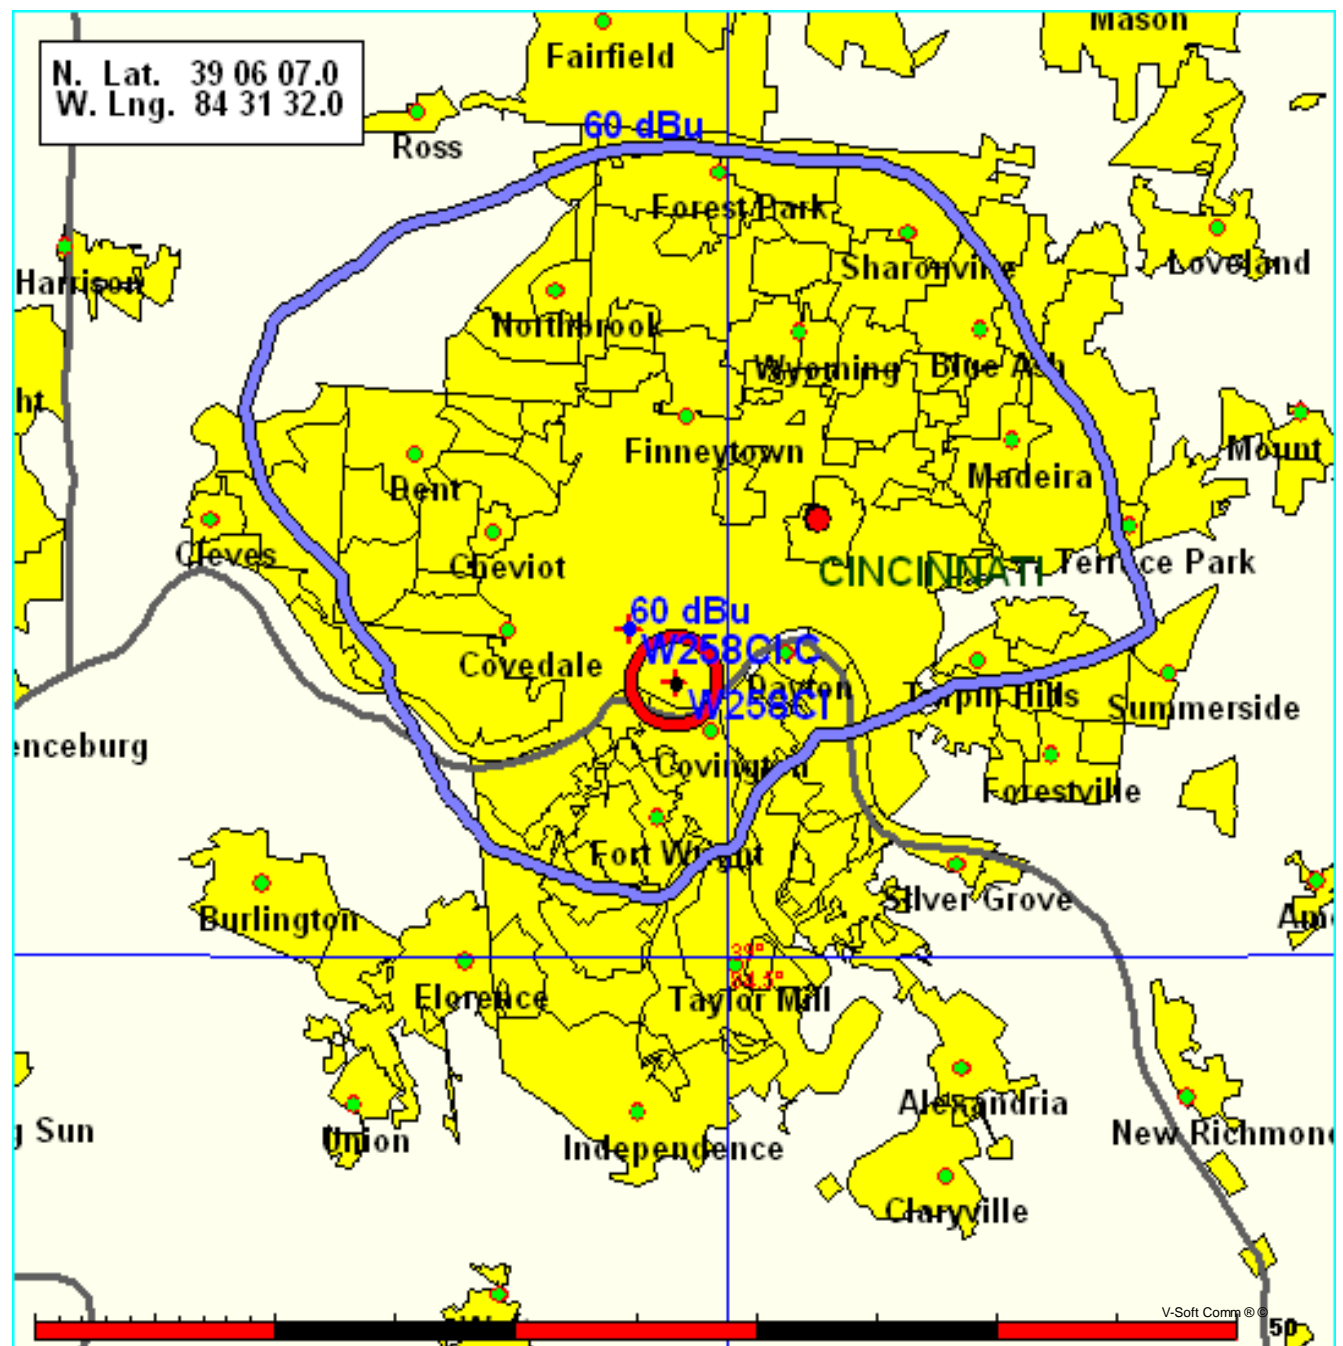 Mason
Fairfield
N. Lat. 39 06 07.0
W. Lng. 84 31 32.0
60 dBu
Ross
Forest Park
Sharonville
Loveland
Harrison
Northbrook
Wyoming
Blue Ash
ht
Finneytown
Mount
Madeira
Dent
Cleves
Cheviot
CINCINNATI
Terrace Park
60 dBu
W258CI.C
Covedale
Dayton
Turpin Hills
W258CI
Summerside
enceburg
Covington
Forestville
Fort Wright
Silver Grove
Burlington
Ame
39°
84.5°
Florence
Taylor Mill
Alexandria
g Sun
Union
Independence
New Richmond
Claryville
V-Soft Comm ® ©
50